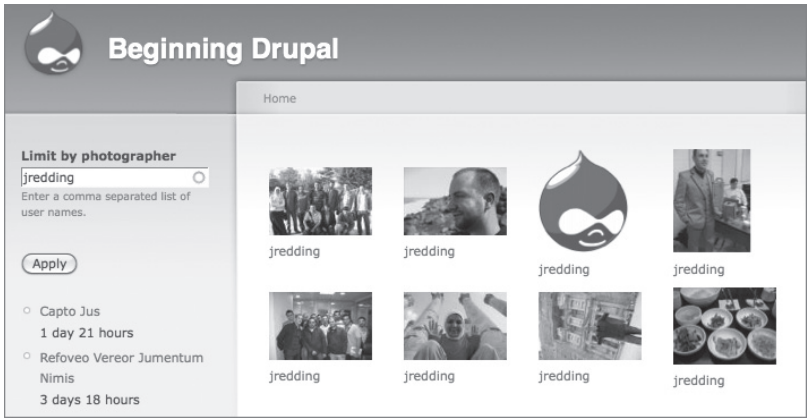 Beginning Drupal
Home
Limit by photographer
jredding
Enter a comma separated list of
user names.
Apply
Capto Jus
1 day 21 hours
Refoveo Vereor Jumentum
Nimis
3 days 18 hours
jredding
jredding
jredding
jredding
jredding
jredding
jredding
jredding